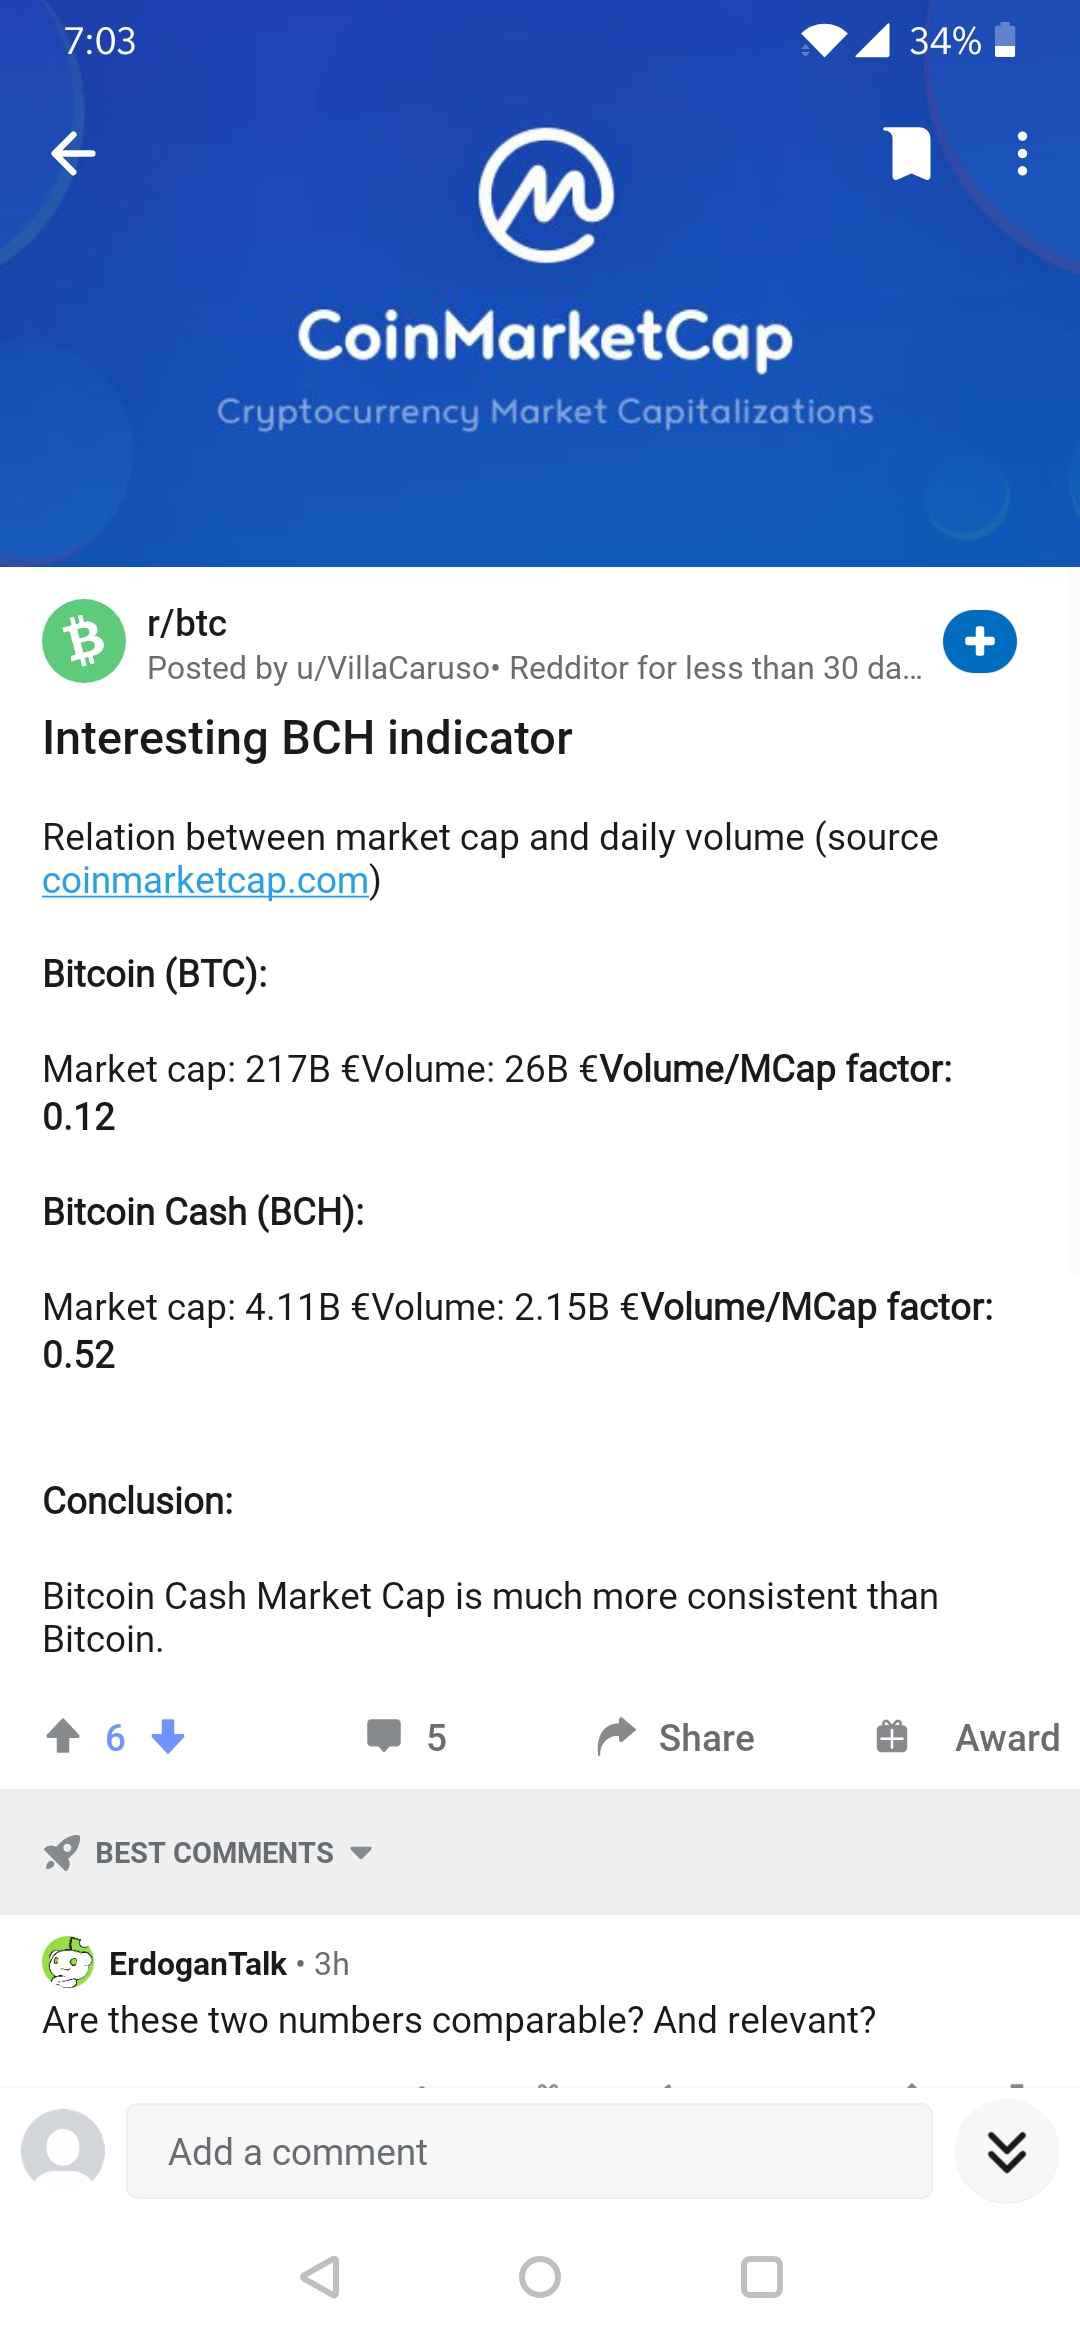 7:03
34%
CoinMarketCap
Cryptocurrency Market Capitalizations
r/btc
Posted by u/VillaCaruso• Redditor for less than 30 da...
Interesting BCH indicator
Relation between market cap and daily volume (source
coinmarketcap.com)
Bitcoin (BTC):
Market cap: 217B €Volume: 26B €Volume/MCap factor:
0.12
Bitcoin Cash (BCH):
Market cap: 4.11B €Volume: 2.15B €Volume/MCap factor:
0.52
Conclusion:
Bitcoin Cash Market Cap is much more consistent than
Bitcoin.
6 5 Share Award
BEST COMMENTS
ErdoganTalk • 3h
Are these two numbers comparable? And relevant?
Add a comment